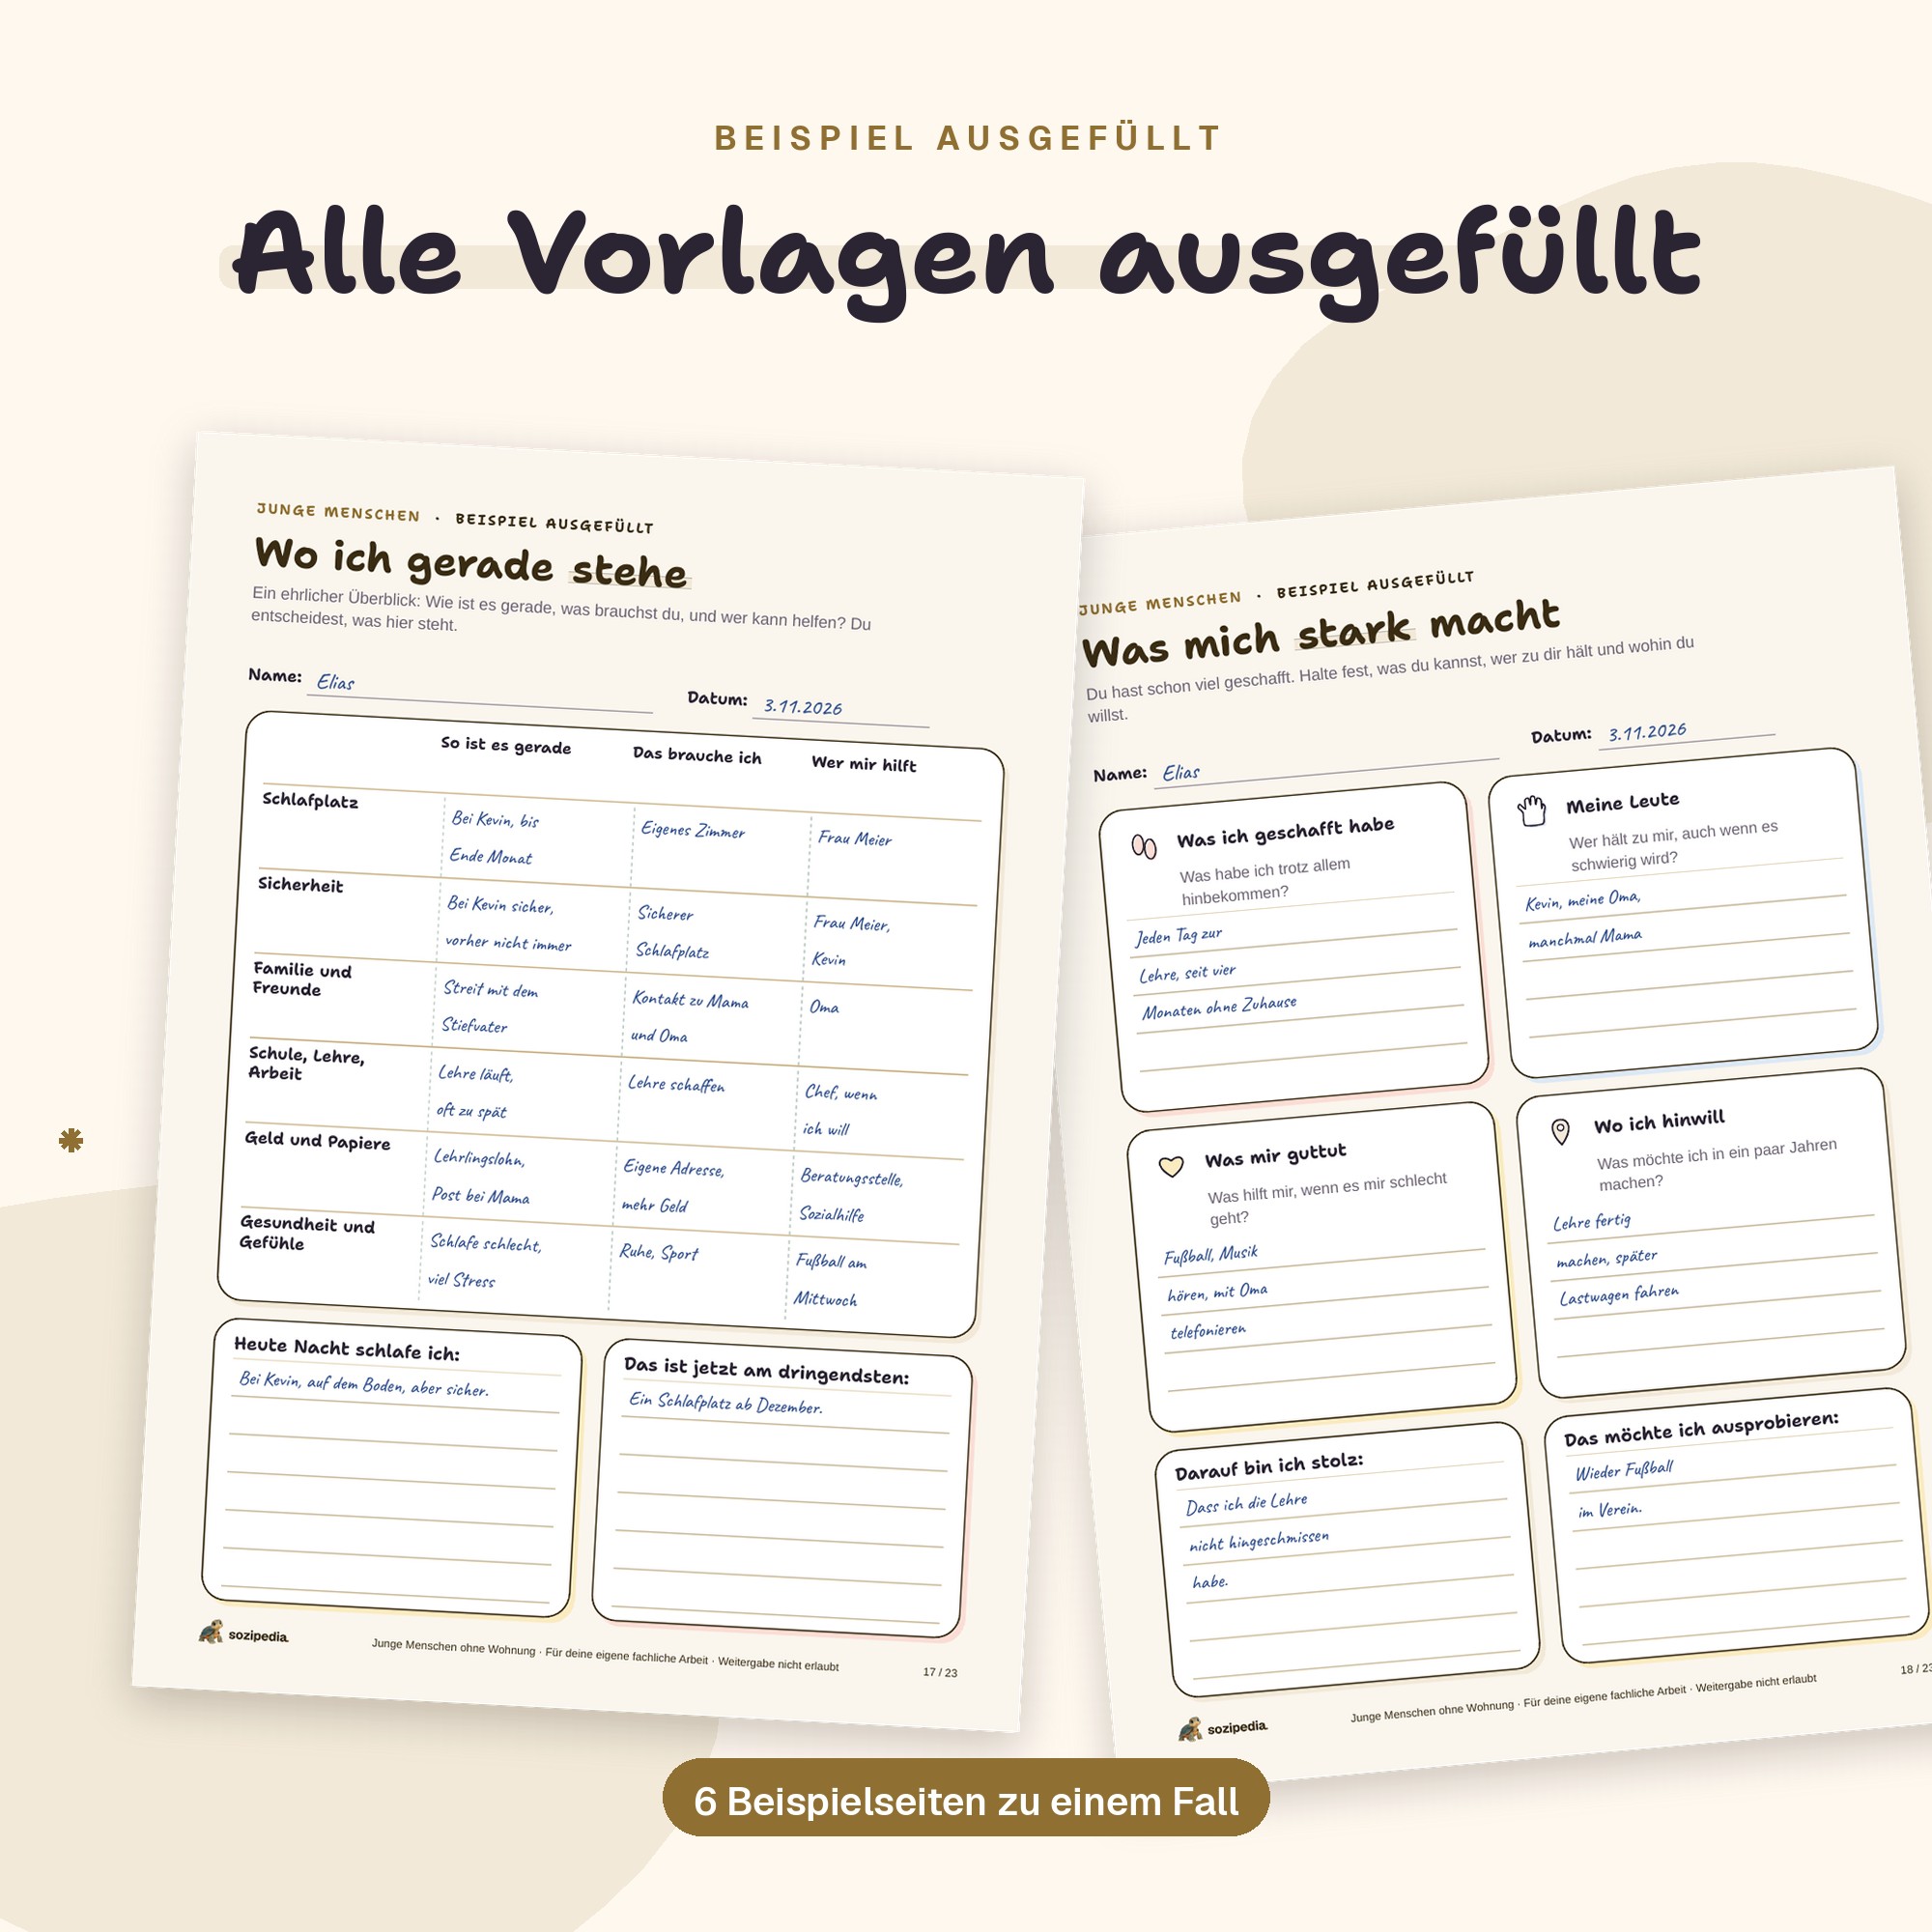 BEISPIEL AUSGEFÜLLT
Alle Vorlagen ausgefüllt
JUNGE MENSCHEN · BEISPIEL AUSGEFÜLLT
Wo ich gerade stehe
Ein ehrlicher Überblick: Wie ist es gerade, was brauchst du, und wer kann helfen? Du
entscheidest, was hier steht.
Name: Elias Datum: 3.11.2026
So ist es gerade Das brauche ich Wer mir hilft
Schlafplatz
Bei Kevin, bis
Ende Monat
Eigenes Zimmer
Frau Meier
Sicherheit
Bei Kevin sicher,
vorher nicht immer
Sicherer
Schlafplatz
Frau Meier,
Kevin
Familie und
Freunde
Streit mit dem
Stiefvater
Kontakt zu Mama
und Oma
Oma
Schule, Lehre,
Arbeit
Lehre läuft,
oft zu spät
Lehre schaffen
Chef, wenn
ich will
Geld und Papiere
Lehrlingslohn,
Post bei Mama
Eigene Adresse,
mehr Geld
Beratungsstelle,
Sozialhilfe
Gesundheit und
Gefühle
Schlafe schlecht,
viel Stress
Ruhe, Sport
Fußball am
Mittwoch
Heute Nacht schlafe ich:
Bei Kevin, auf dem Boden, aber sicher.
Das ist jetzt am dringendsten:
Ein Schlafplatz ab Dezember.
sozipedia.
Junge Menschen ohne Wohnung · Für deine eigene fachliche Arbeit · Weitergabe nicht erlaubt
17 / 23
JUNGE MENSCHEN · BEISPIEL AUSGEFÜLLT
Was mich stark macht
Du hast schon viel geschafft. Halte fest, was du kannst, wer zu dir hält und wohin du
willst.
Name: Elias Datum: 3.11.2026
Was ich geschafft habe
Was habe ich trotz allem
hinbekommen?
Jeden Tag zur
Lehre, seit vier
Monaten ohne Zuhause
Meine Leute
Wer hält zu mir, auch wenn es
schwierig wird?
Kevin, meine Oma,
manchmal Mama
Was mir guttut
Was hilft mir, wenn es mir schlecht
geht?
Fußball, Musik
hören, mit Oma
telefonieren
Wo ich hinwill
Was möchte ich in ein paar Jahren
machen?
Lehre fertig
machen, später
Lastwagen fahren
Darauf bin ich stolz:
Dass ich die Lehre
nicht hingeschmissen
habe.
Das möchte ich ausprobieren:
Wieder Fußball
im Verein.
sozipedia.
Junge Menschen ohne Wohnung · Für deine eigene fachliche Arbeit · Weitergabe nicht erlaubt
18 / 23
6 Beispielseiten zu einem Fall